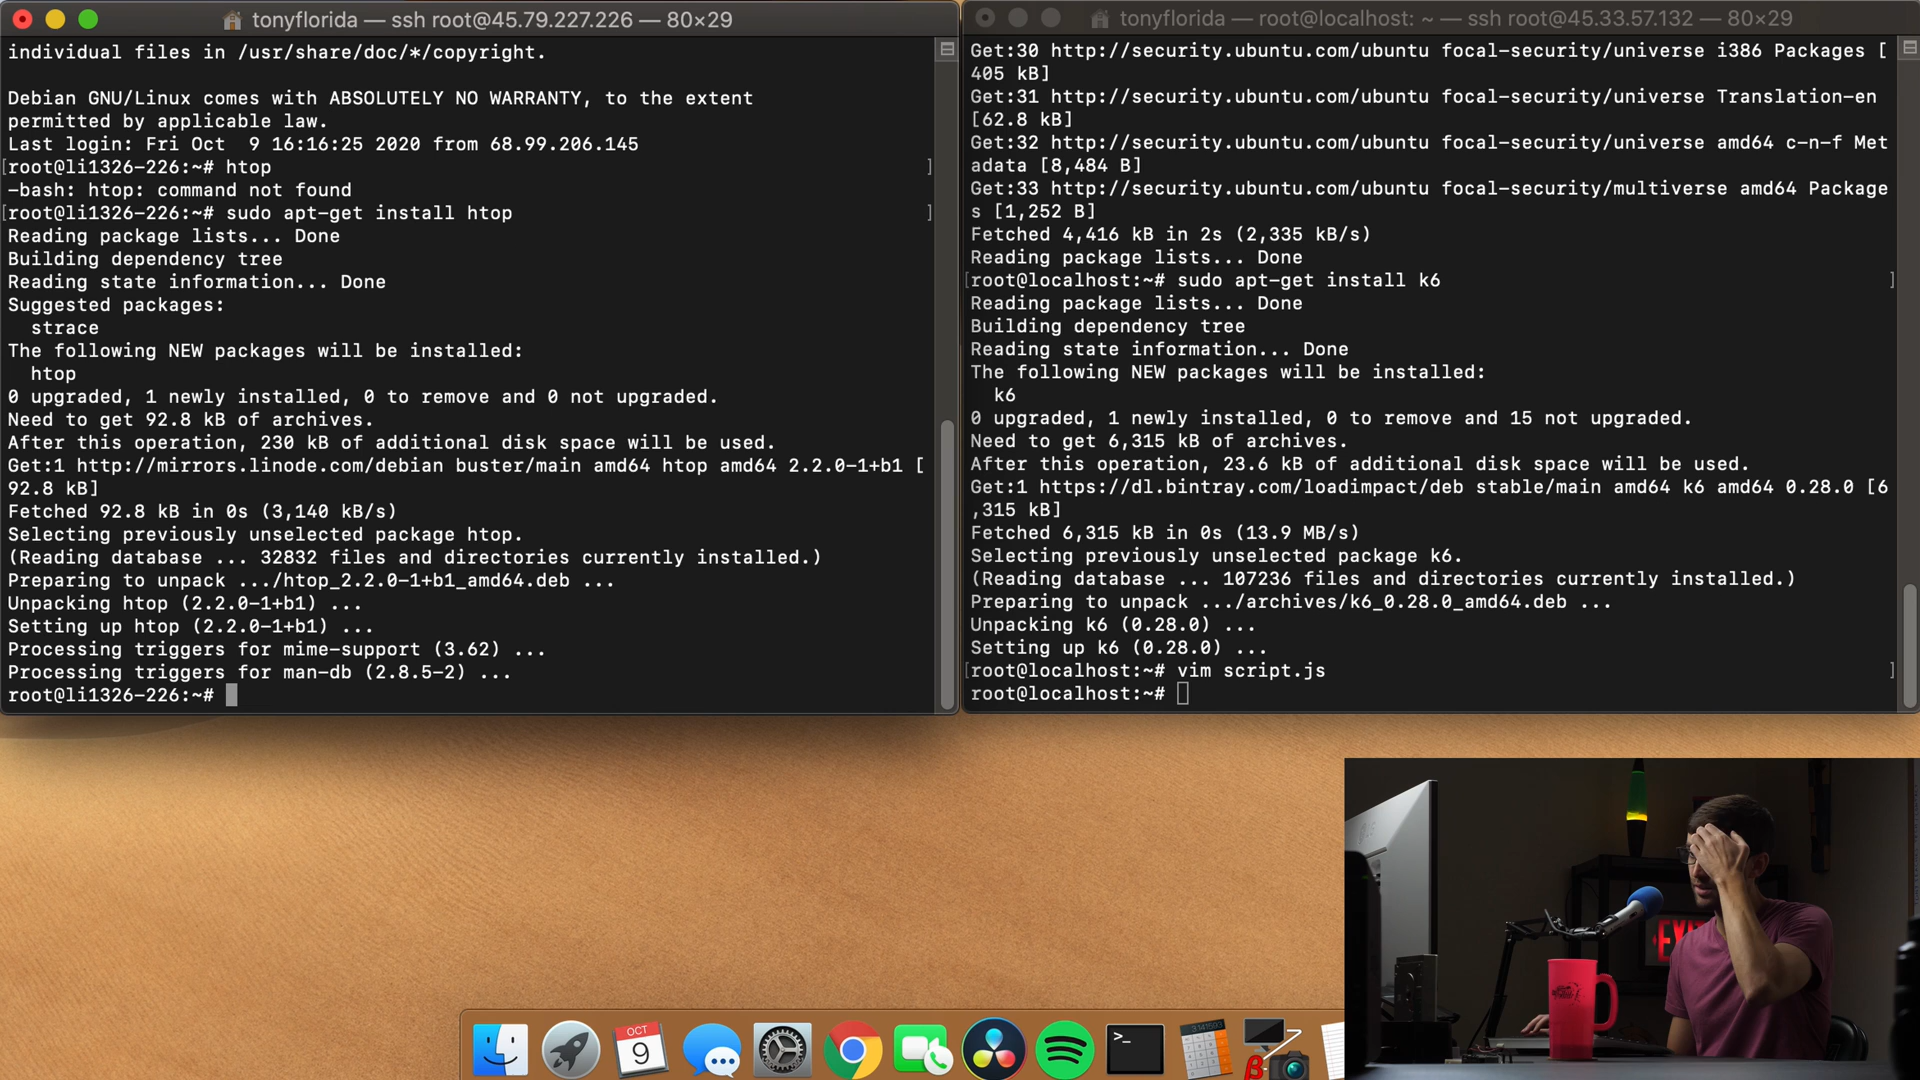 tonyflorida — ssh root@45.79.227.226 — 80×29
individual files in /usr/share/doc/*/copyright.
Debian GNU/Linux comes with ABSOLUTELY NO WARRANTY, to the extent
permitted by applicable law.
Last login: Fri Oct  9 16:16:25 2020 from 68.99.206.145
[root@li1326-226:~# htop ]
-bash: htop: command not found
[root@li1326-226:~# sudo apt-get install htop ]
Reading package lists... Done
Building dependency tree
Reading state information... Done
Suggested packages:
  strace
The following NEW packages will be installed:
  htop
0 upgraded, 1 newly installed, 0 to remove and 0 not upgraded.
Need to get 92.8 kB of archives.
After this operation, 230 kB of additional disk space will be used.
Get:1 http://mirrors.linode.com/debian buster/main amd64 htop amd64 2.2.0-1+b1 [
92.8 kB]
Fetched 92.8 kB in 0s (3,140 kB/s)
Selecting previously unselected package htop.
(Reading database ... 32832 files and directories currently installed.)
Preparing to unpack .../htop_2.2.0-1+b1_amd64.deb ...
Unpacking htop (2.2.0-1+b1) ...
Setting up htop (2.2.0-1+b1) ...
Processing triggers for mime-support (3.62) ...
Processing triggers for man-db (2.8.5-2) ...
root@li1326-226:~#
tonyflorida — root@localhost: ~ — ssh root@45.33.57.132 — 80×29
Get:30 http://security.ubuntu.com/ubuntu focal-security/universe i386 Packages [
405 kB]
Get:31 http://security.ubuntu.com/ubuntu focal-security/universe Translation-en
[62.8 kB]
Get:32 http://security.ubuntu.com/ubuntu focal-security/universe amd64 c-n-f Met
adata [8,484 B]
Get:33 http://security.ubuntu.com/ubuntu focal-security/multiverse amd64 Package
s [1,252 B]
Fetched 4,416 kB in 2s (2,335 kB/s)
Reading package lists... Done
[root@localhost:~# sudo apt-get install k6 ]
Reading package lists... Done
Building dependency tree
Reading state information... Done
The following NEW packages will be installed:
  k6
0 upgraded, 1 newly installed, 0 to remove and 15 not upgraded.
Need to get 6,315 kB of archives.
After this operation, 23.6 kB of additional disk space will be used.
Get:1 https://dl.bintray.com/loadimpact/deb stable/main amd64 k6 amd64 0.28.0 [6
,315 kB]
Fetched 6,315 kB in 0s (13.9 MB/s)
Selecting previously unselected package k6.
(Reading database ... 107236 files and directories currently installed.)
Preparing to unpack .../archives/k6_0.28.0_amd64.deb ...
Unpacking k6 (0.28.0) ...
Setting up k6 (0.28.0) ...
[root@localhost:~# vim script.js ]
root@localhost:~#
OCT
9
>_
3.141593
β